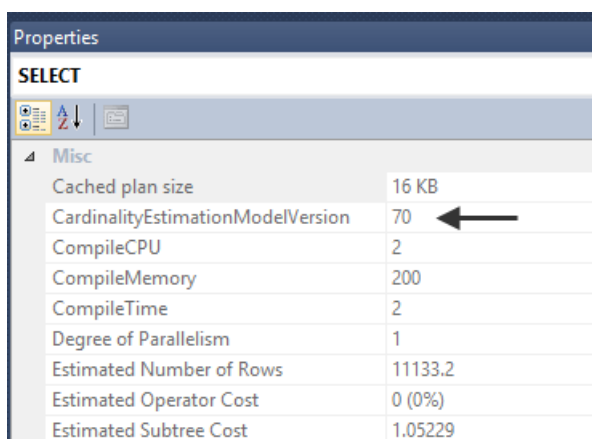 Properties
SELECT
Misc
Cached plan size 16 KB
CardinalityEstimationModelVersion 70
CompileCPU 2
CompileMemory 200
CompileTime 2
Degree of Parallelism 1
Estimated Number of Rows 11133.2
Estimated Operator Cost 0 (0%)
Estimated Subtree Cost 1.05229